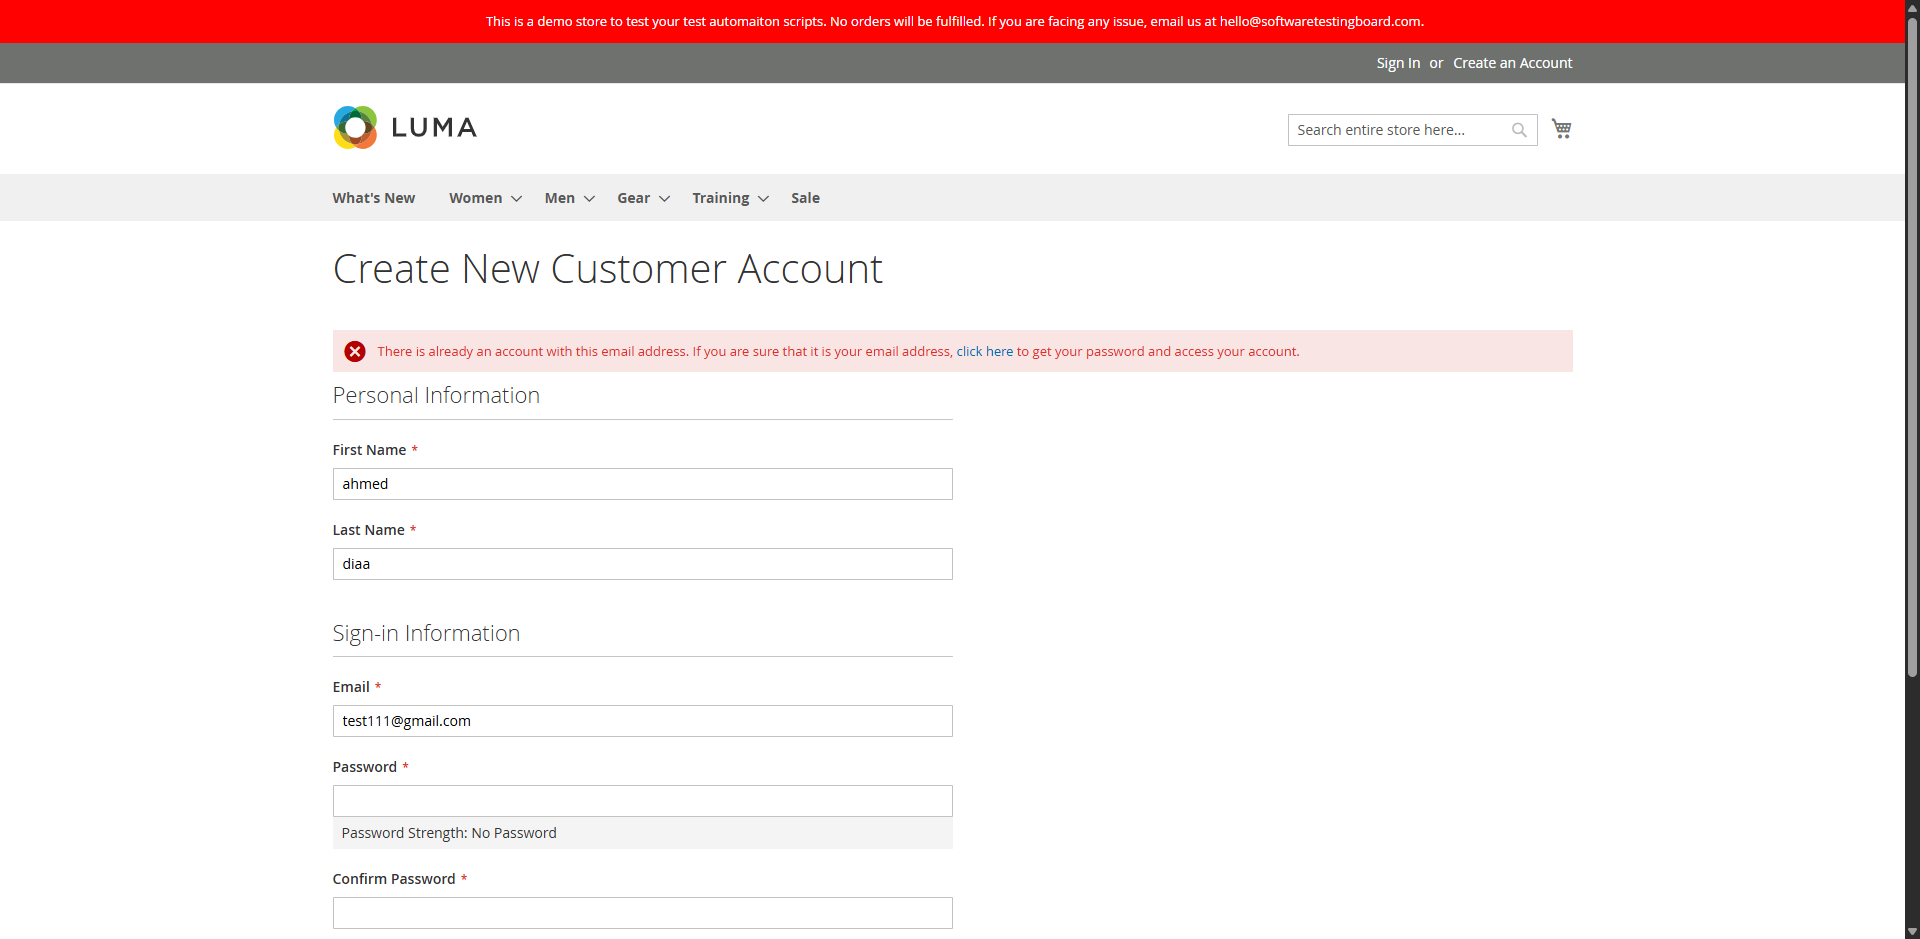 This is a demo store to test your test automaiton scripts. No orders will be fulfilled. If you are facing any issue, email us at hello@softwaretestingboard.com.
Sign In or Create an Account
LUMA
Search entire store here...
What's New Women Men Gear Training Sale
Create New Customer Account
There is already an account with this email address. If you are sure that it is your email address, click here to get your password and access your account.
Personal Information
First Name *
ahmed
Last Name *
diaa
Sign-in Information
Email *
test111@gmail.com
Password *
Password Strength: No Password
Confirm Password *